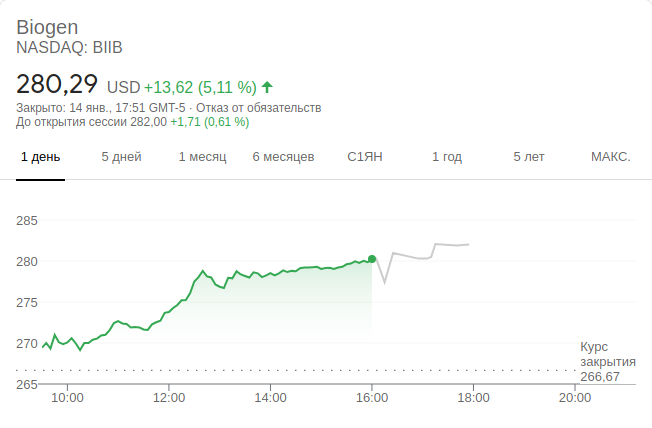 Biogen
NASDAQ: BIIB
280,29 USD +13,62 (5,11 %)
Закрыто: 14 янв., 17:51 GMT-5 · Отказ от обязательств
До открытия сессии 282,00 +1,71 (0,61 %)
1 день 5 дней 1 месяц 6 месяцев С1ЯН 1 год 5 лет МАКС.
285
280
275
270
265
Курс
закрытия
266,67
10:00 12:00 14:00 16:00 18:00 20:00